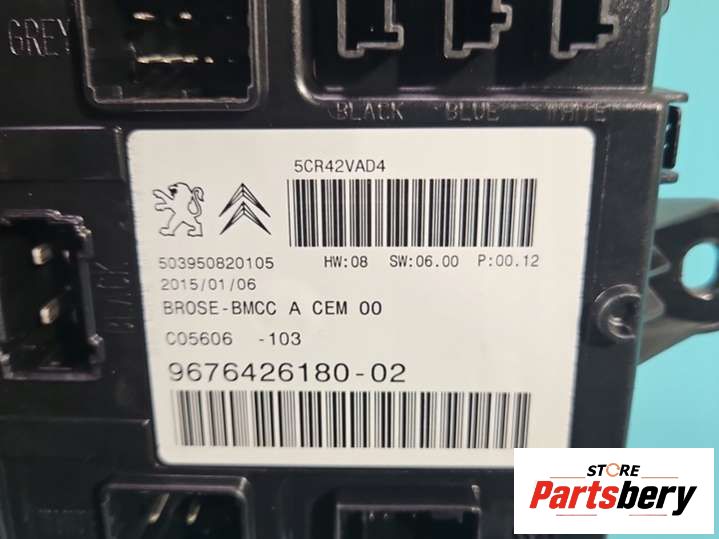 GREY
BLACK BLUE WHITE
5CR42VAD4
503950820105 HW:08 SW:06.00 P:00.12
2015/01/06
BROSE-BMCC A CEM 00
C05606 -103
9676426180-02
BLACK
STORE
Partsbery